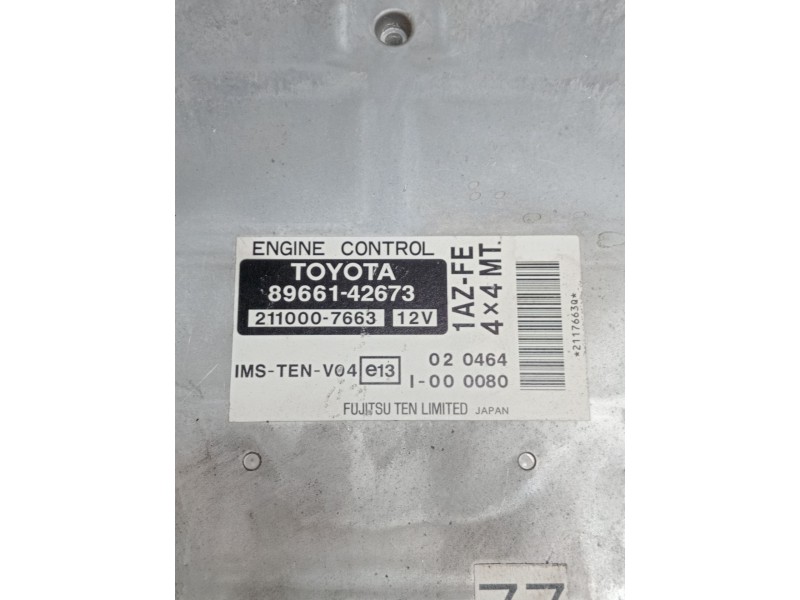 ENGINE CONTROL
TOYOTA
89661-42673
211000-7663 12V
1AZ-FE
4×4 MT.
*2117663Q*
IMS-TEN-V04 e13
02 0464
I-00 0080
FUJITSU TEN LIMITED JAPAN